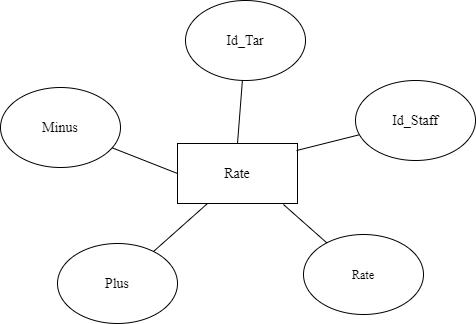 Id_Tar
Id_Staff
Minus
Rate
Rate
Plus